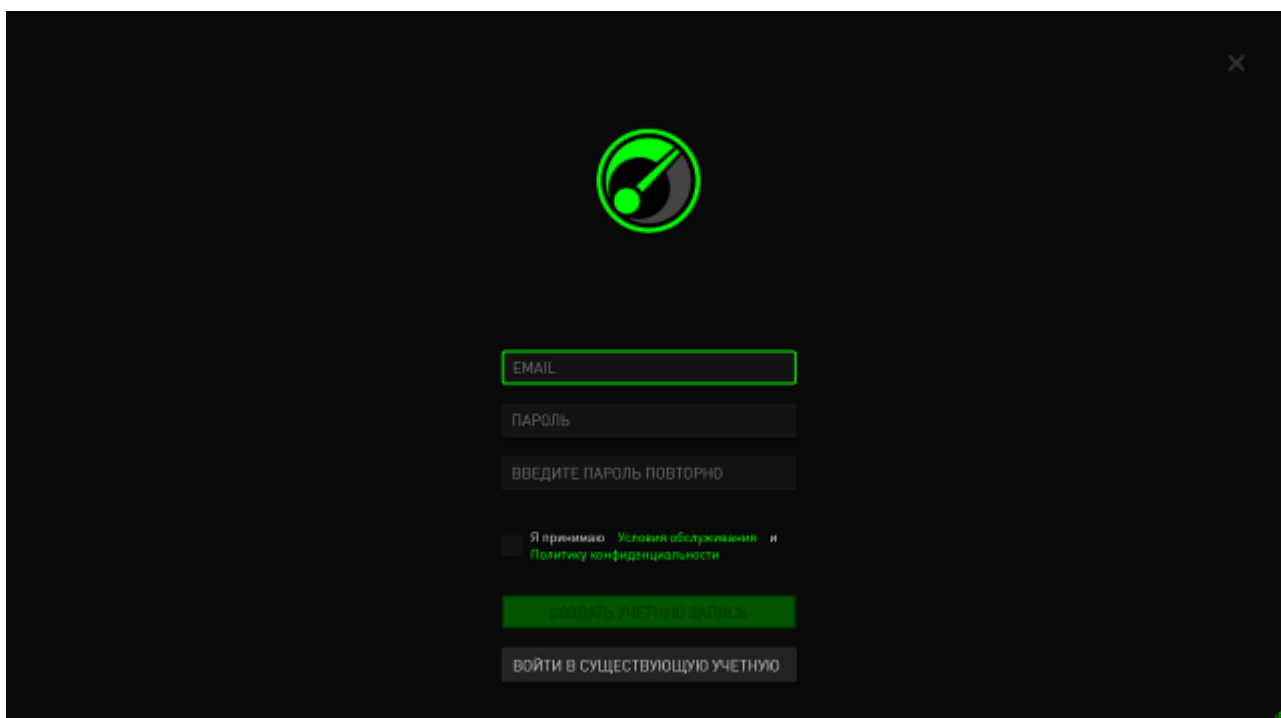 EMAIL
ПАРОЛЬ
ВВЕДИТЕ ПАРОЛЬ ПОВТОРНО
Я принимаю Условия обслуживания и
Политику конфиденциальности
СОЗДАТЬ УЧЕТНУЮ ЗАПИСЬ
ВОЙТИ В СУЩЕСТВУЮЩУЮ УЧЕТНУЮ